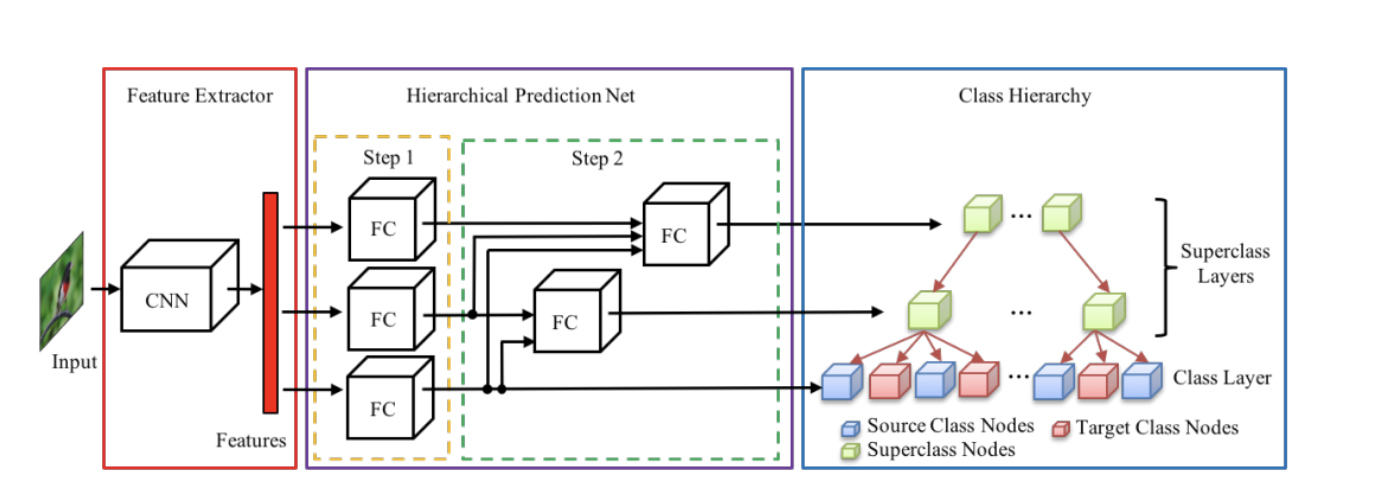 Feature Extractor
Hierarchical Prediction Net
Class Hierarchy
Step 1
Step 2
FC
FC
CNN
FC
FC
FC
Input
Features
...
...
...
Superclass
Layers
Class Layer
Source Class Nodes
Target Class Nodes
Superclass Nodes